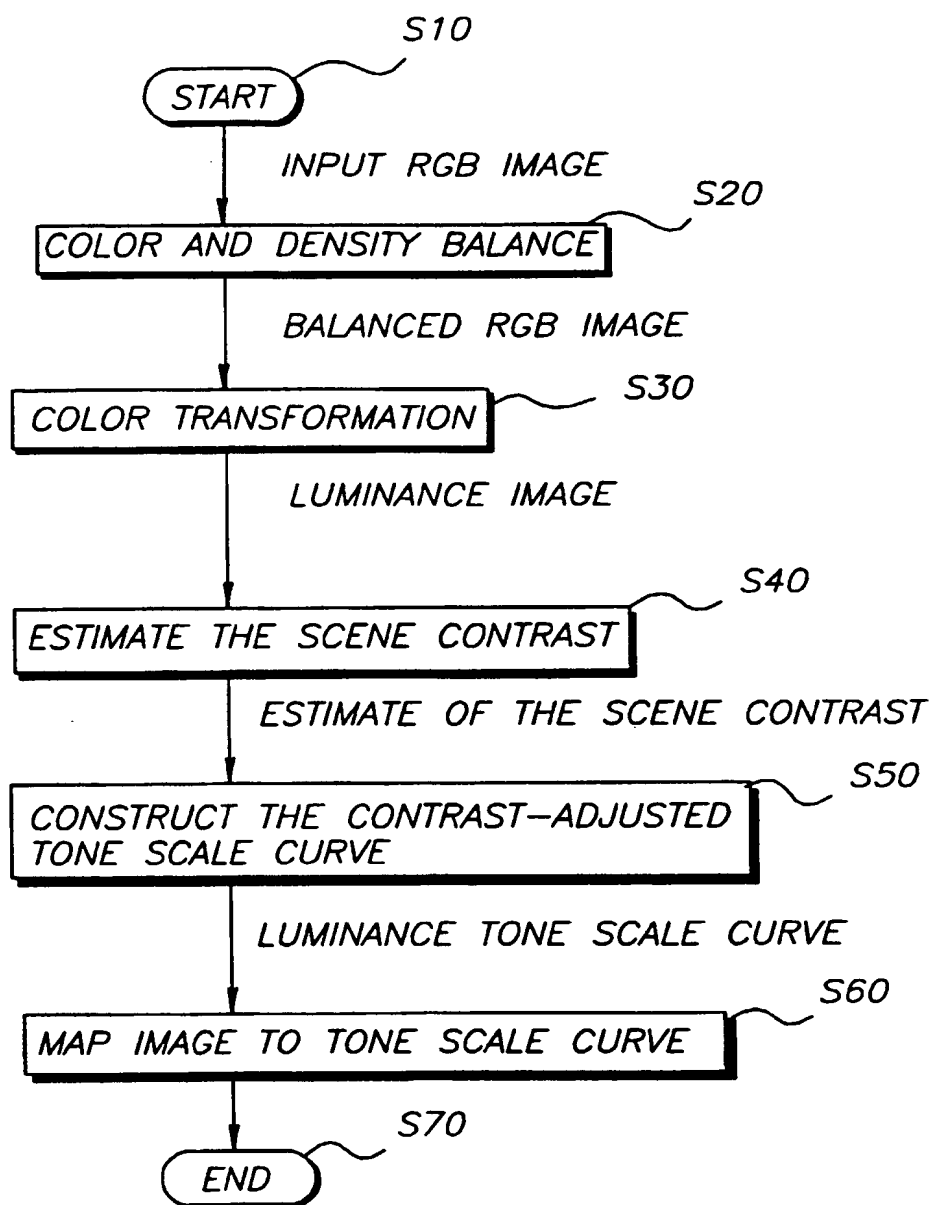 S10
START
INPUT RGB IMAGE
S20
COLOR AND DENSITY BALANCE
BALANCED RGB IMAGE
S30
COLOR TRANSFORMATION
LUMINANCE IMAGE
S40
ESTIMATE THE SCENE CONTRAST
ESTIMATE OF THE SCENE CONTRAST
S50
CONSTRUCT THE CONTRAST-ADJUSTED
TONE SCALE CURVE
LUMINANCE TONE SCALE CURVE
S60
MAP IMAGE TO TONE SCALE CURVE
S70
END